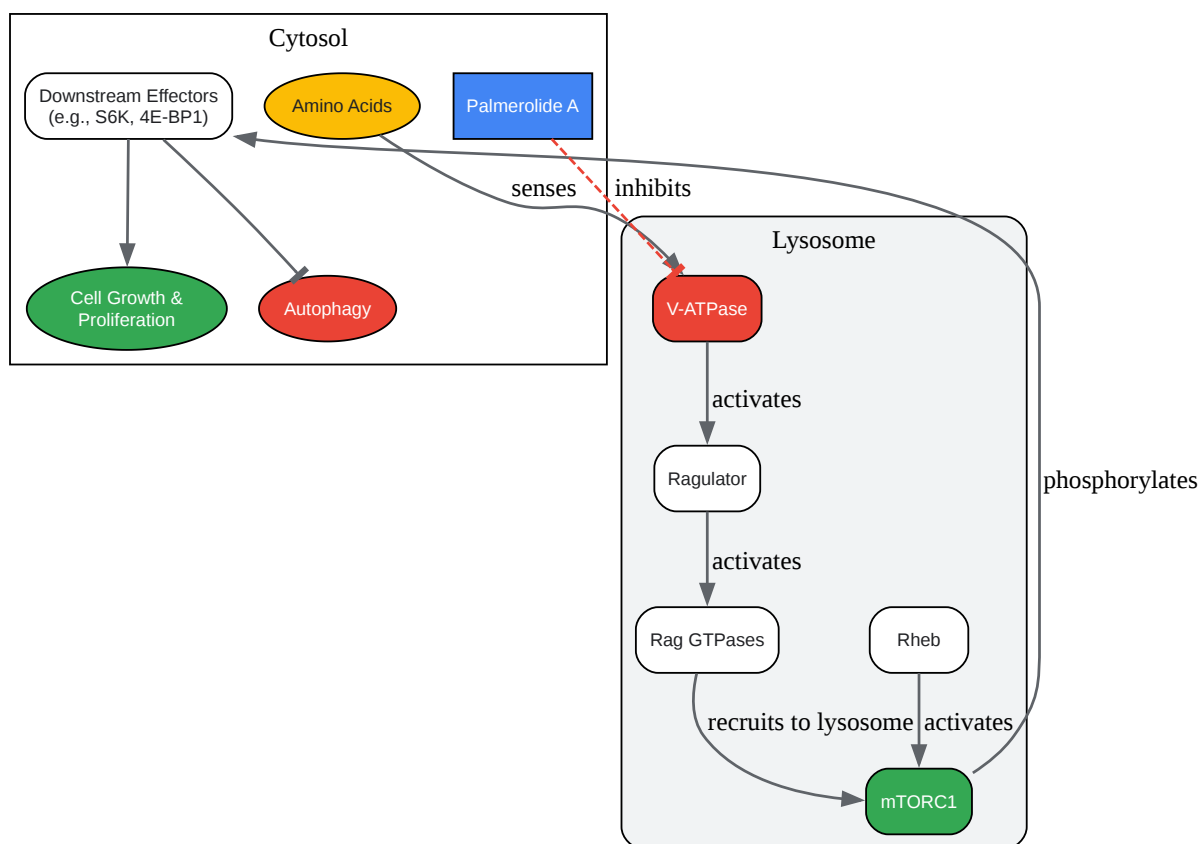 Cytosol
Downstream Effectors
(e.g., S6K, 4E-BP1)
Amino Acids
Palmerolide A
senses
inhibits
Lysosome
Cell Growth &
Proliferation
Autophagy
V-ATPase
activates
Ragulator
phosphorylates
activates
Rag GTPases
Rheb
recruits to lysosome
activates
mTORC1